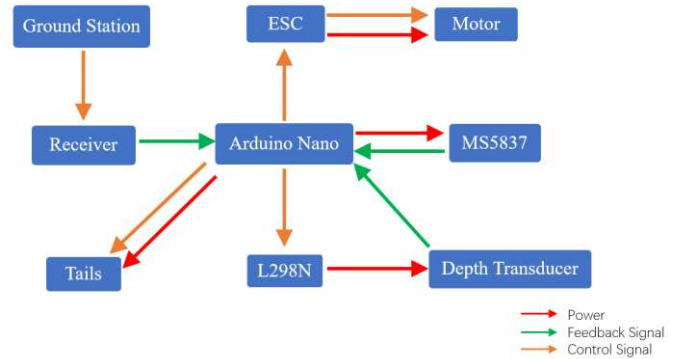 Ground Station
ESC
Motor
Receiver
Arduino Nano
MS5837
Tails
L298N
Depth Transducer
Power
Feedback Signal
Control Signal